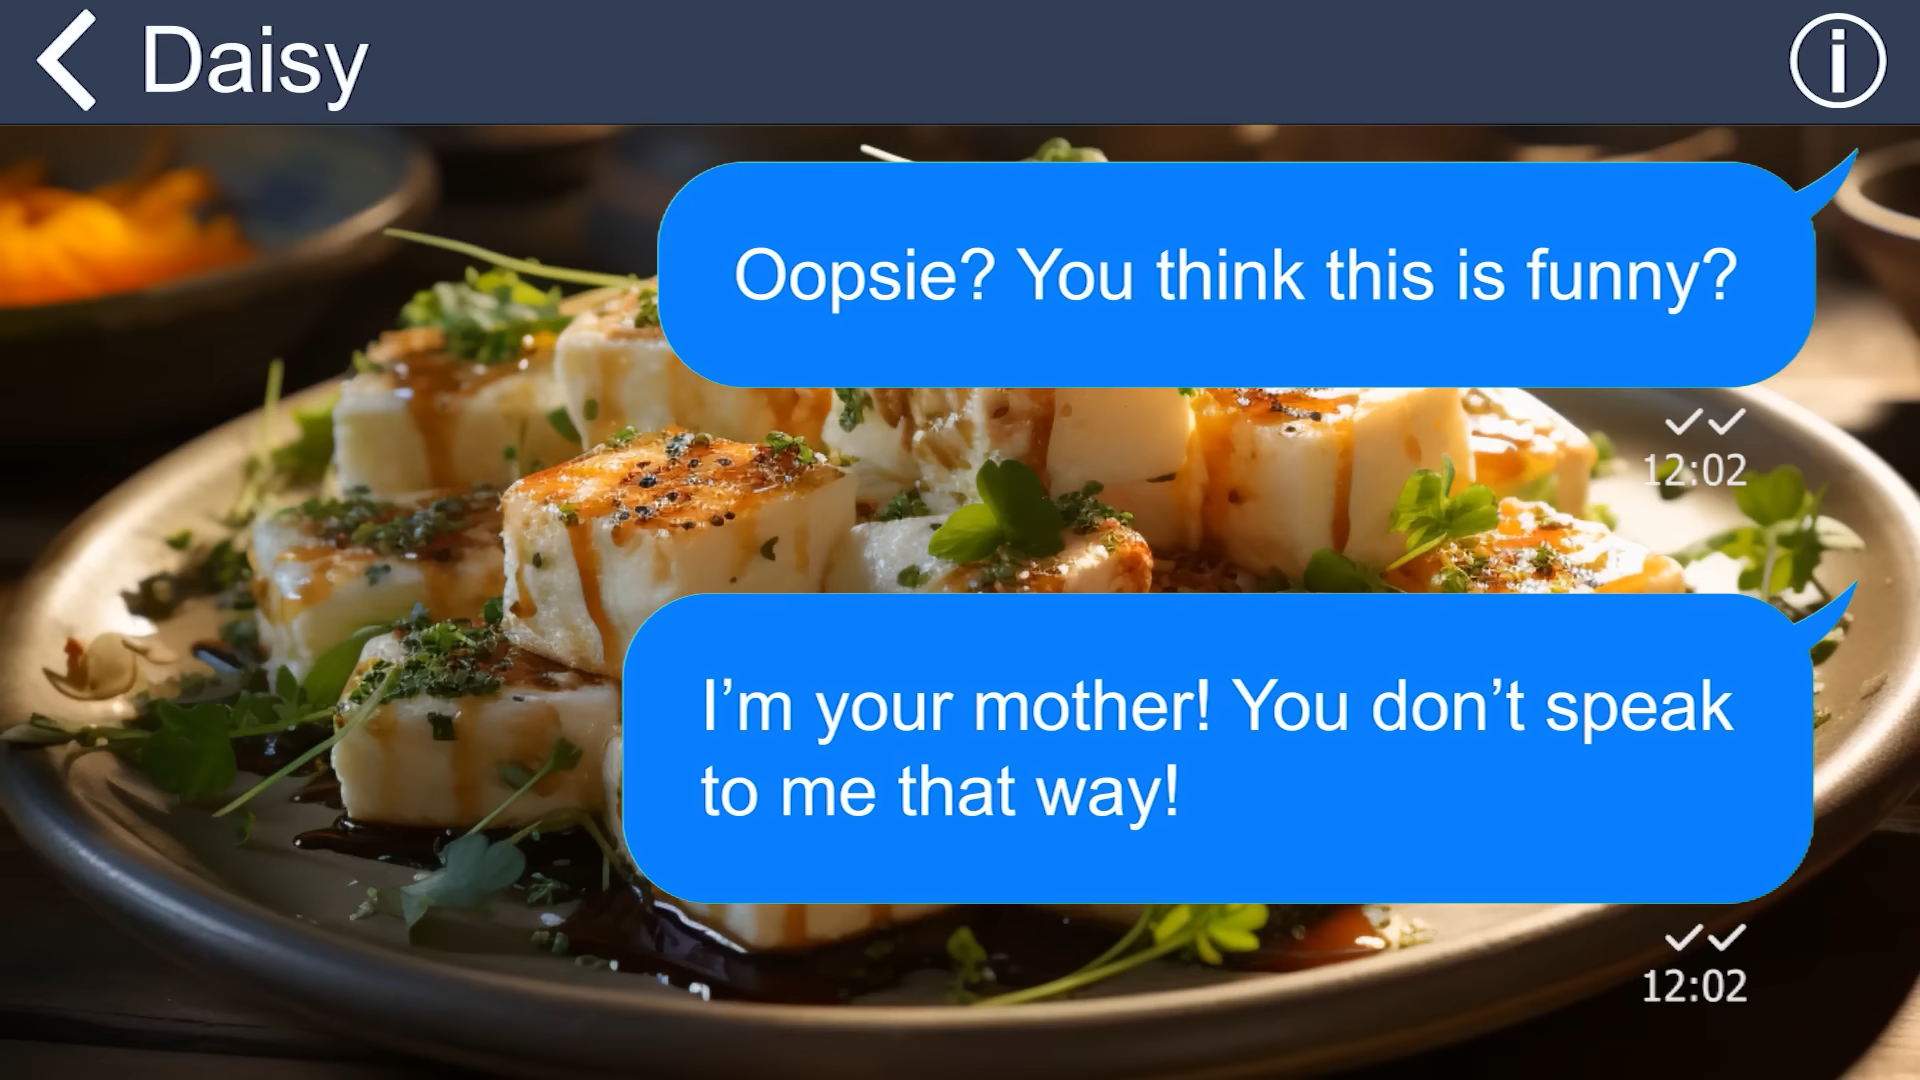 Daisy
Oopsie? You think this is funny?
12:02
I’m your mother! You don’t speak
to me that way!
12:02